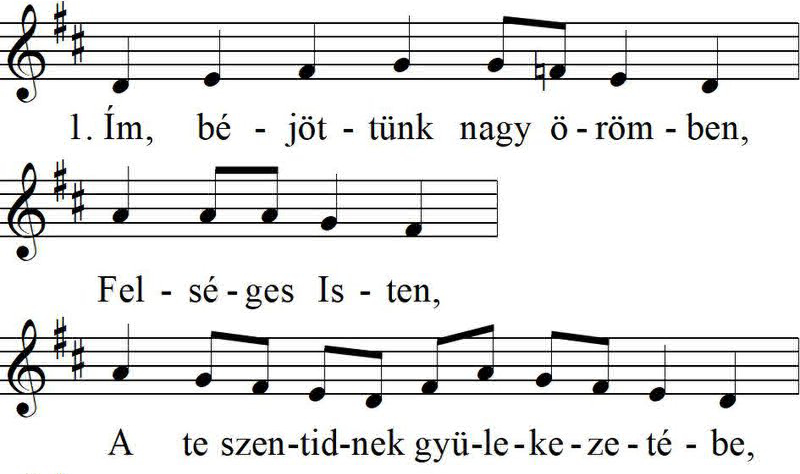 1. Ím, bé - jöt - tünk nagy ö - röm - ben,
Fel - sé - ges Is - ten,
A te szen-tid-nek gyü-le-ke-ze-té-be,